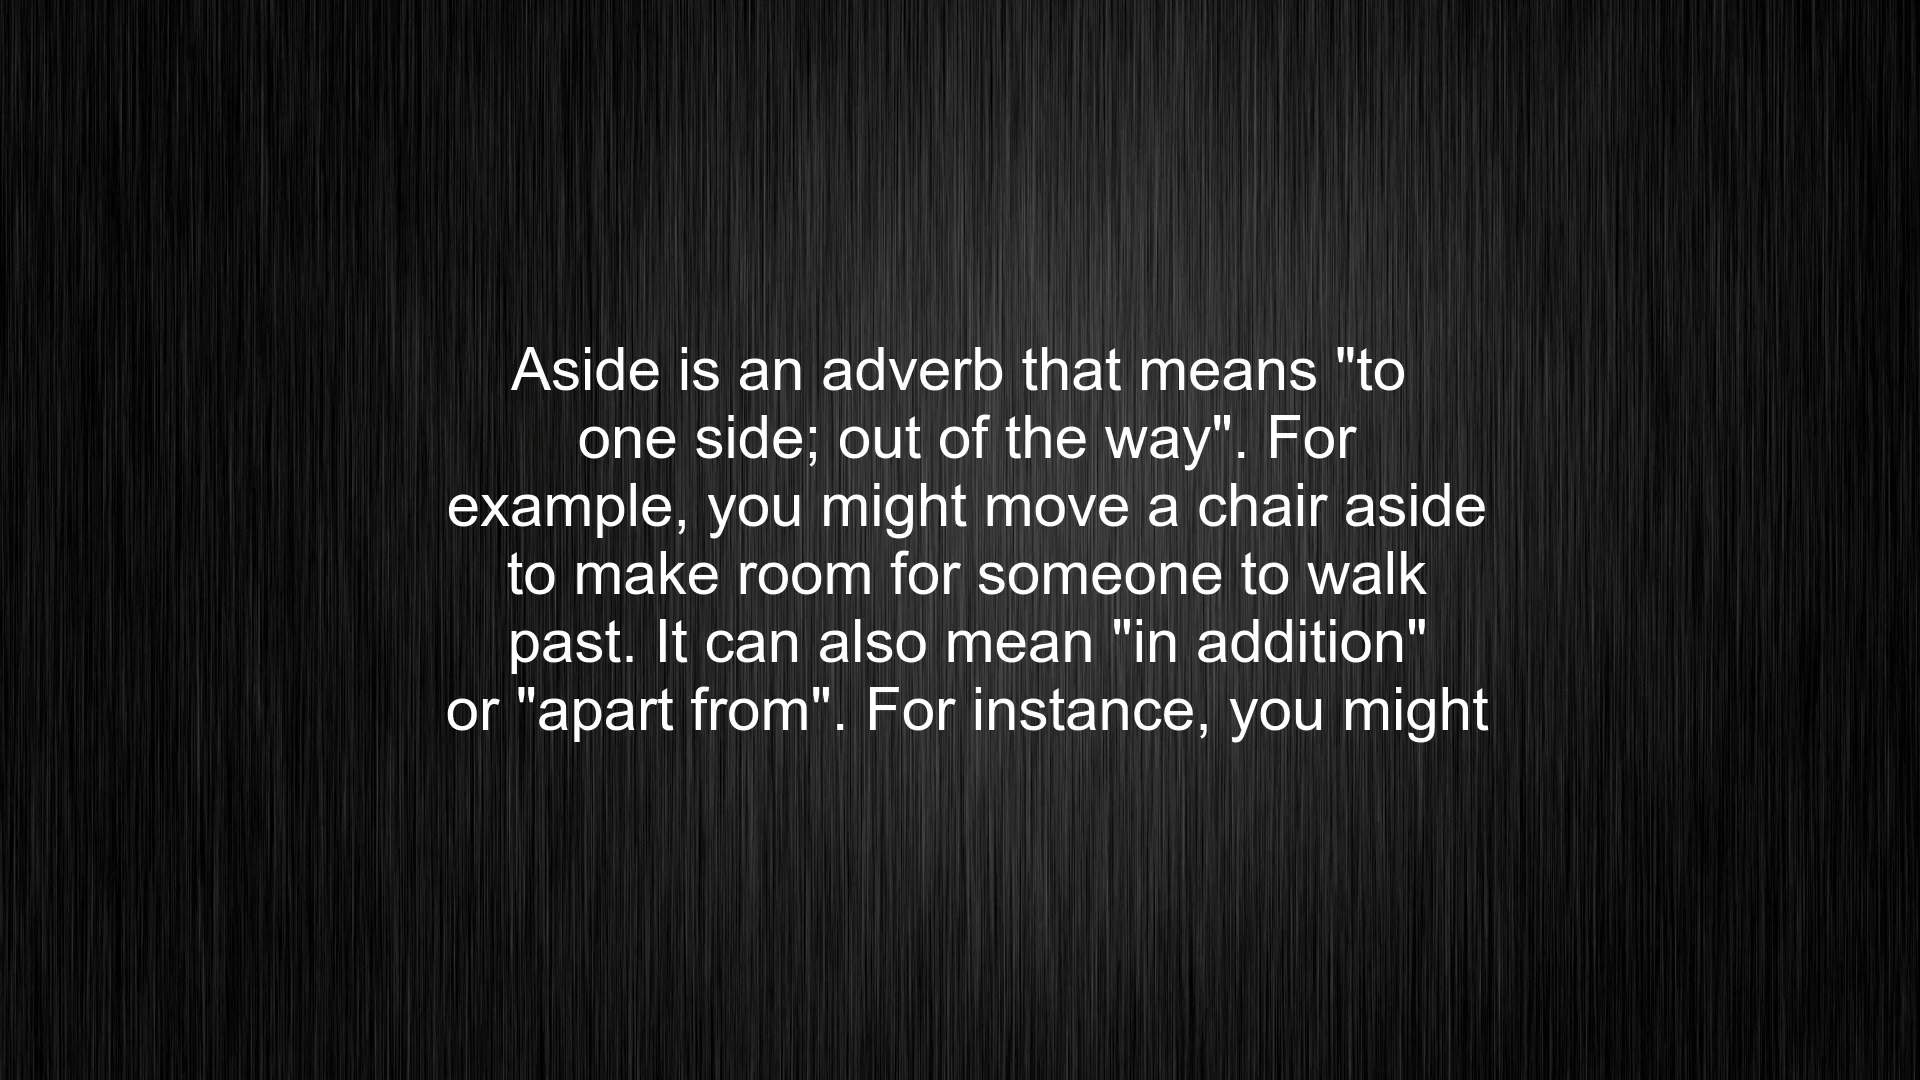 Aside is an adverb that means "to
one side; out of the way". For
example, you might move a chair aside
to make room for someone to walk
past. It can also mean "in addition"
or "apart from". For instance, you might